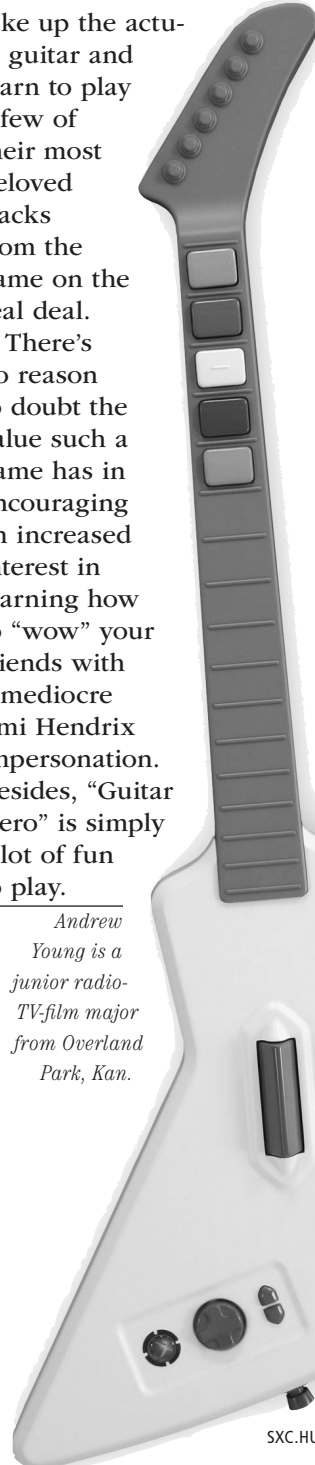 ke up the actu-
guitar and
arn to play
few of
heir most
eloved
acks
om the
ame on the
eal deal.
There's
o reason
o doubt the
alue such a
ame has in
ncouraging
n increased
nterest in
arning how
o “wow” your
iends with
mediocre
mi Hendrix
mpersonation.
esides, “Guitar
ero” is simply
lot of fun
o play.
Andrew
Young is a
junior radio-
TV-film major
from Overland
Park, Kan.
SXC.HU